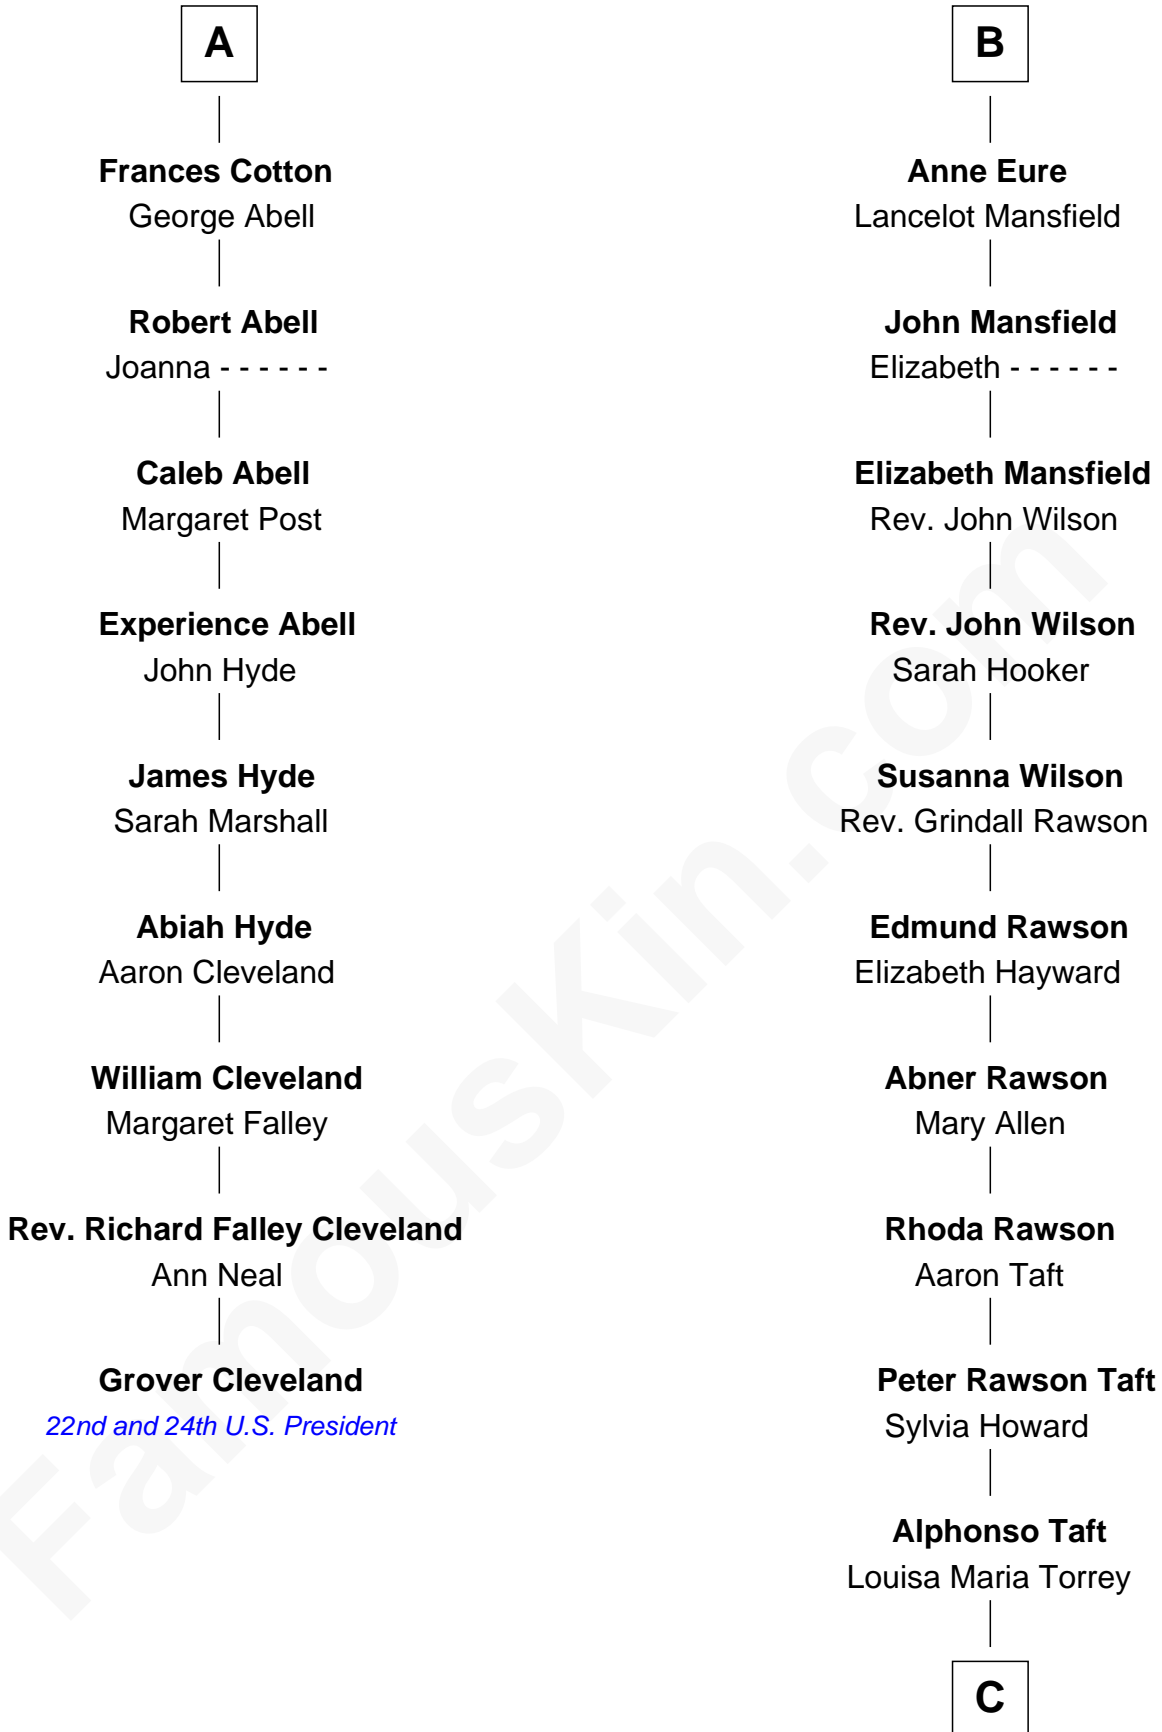 A
Frances Cotton
George Abell
Robert Abell
Joanna - - - - - -
Caleb Abell
Margaret Post
Experience Abell
John Hyde
James Hyde
Sarah Marshall
Abiah Hyde
Aaron Cleveland
William Cleveland
Margaret Falley
Rev. Richard Falley Cleveland
Ann Neal
Grover Cleveland
22nd and 24th U.S. President
B
Anne Eure
Lancelot Mansfield
John Mansfield
Elizabeth - - - - - -
Elizabeth Mansfield
Rev. John Wilson
Rev. John Wilson
Sarah Hooker
Susanna Wilson
Rev. Grindall Rawson
Edmund Rawson
Elizabeth Hayward
Abner Rawson
Mary Allen
Rhoda Rawson
Aaron Taft
Peter Rawson Taft
Sylvia Howard
Alphonso Taft
Louisa Maria Torrey
C
FamousKin.com